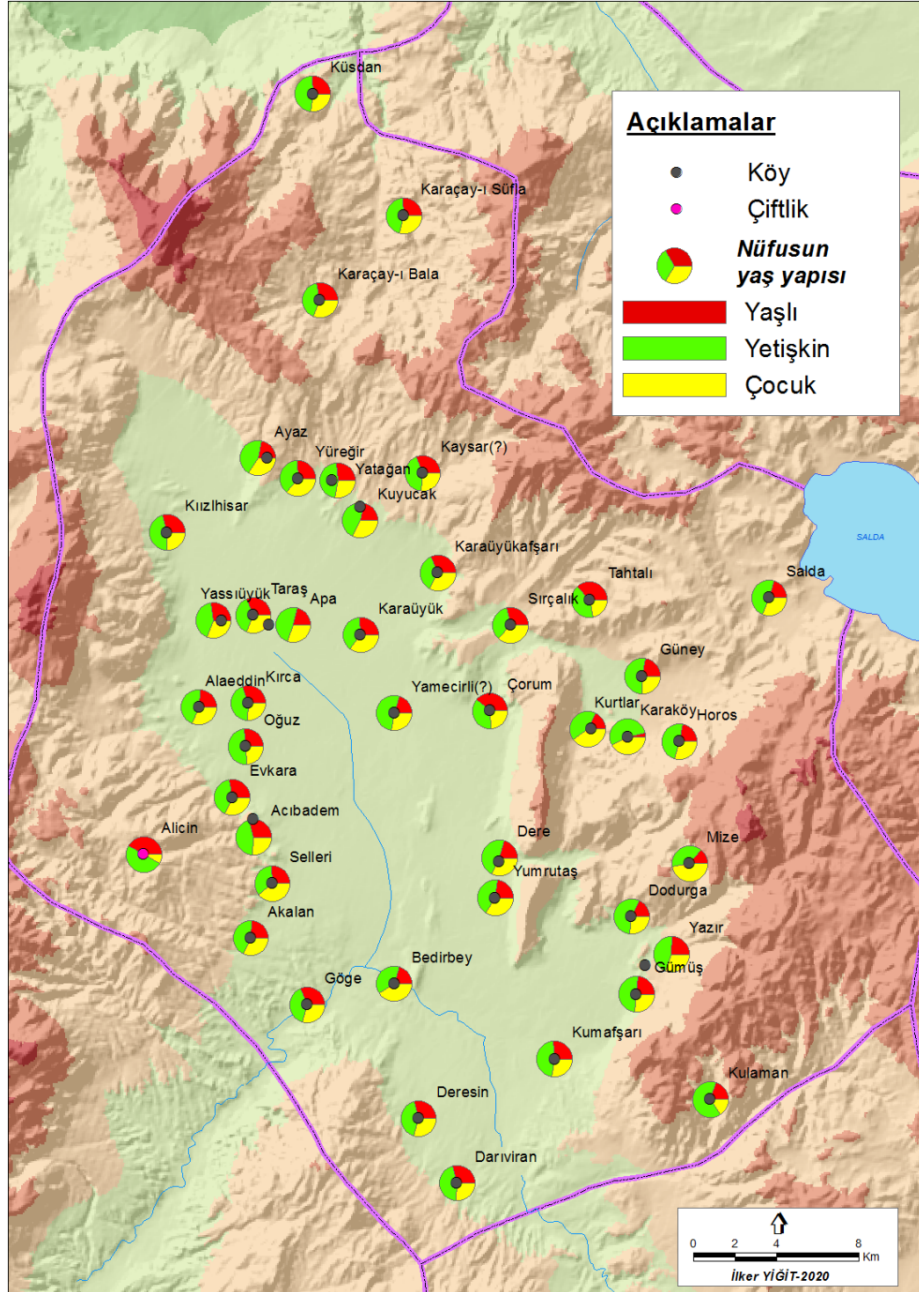 Küsdan
Açıklamalar
Köy
Çiftlik
Nüfusun
yaş yapısı
Yaşlı
Yetişkin
Çocuk
Karaçay-ı Süfla
Karaçay-ı Bala
Ayaz
Yüreğir
Yatağan
Kaysar(?)
Kuyucak
Kıızlhisar
SALDA
Karaüyükafşarı
Tahtalı
Salda
Yassıüyük
Taraş
Apa
Karaüyük
Sırçalık
Güney
Alaeddin
Kırca
Yamecirli(?)
Çorum
Kurtlar
Karaköy
Horos
Oğuz
Evkara
Acıbadem
Alicin
Dere
Mize
Selleri
Yumrutaş
Dodurga
Akalan
Yazır
Bedirbey
Gümüş
Göge
Kumafşarı
Kulaman
Deresin
Darıviran
0 2 4 8
Km
İlker YİĞİT-2020